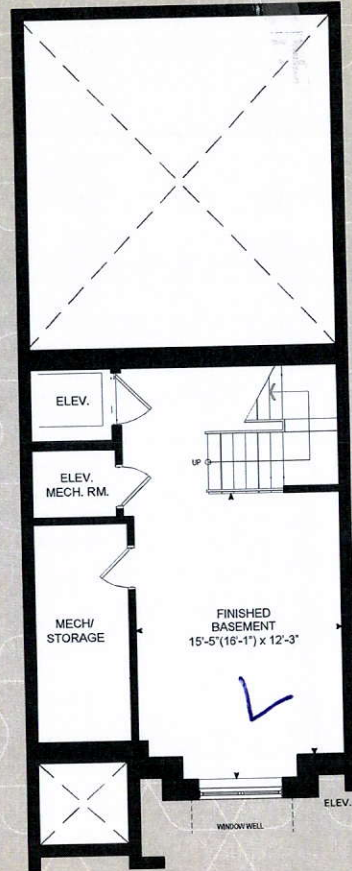 ELEV.
ELEV.
MECH. RM.
UP
MECH/
STORAGE
FINISHED
BASEMENT
15'-5"(16'-1") x 12'-3"
ELEV.
WINDOW WELL